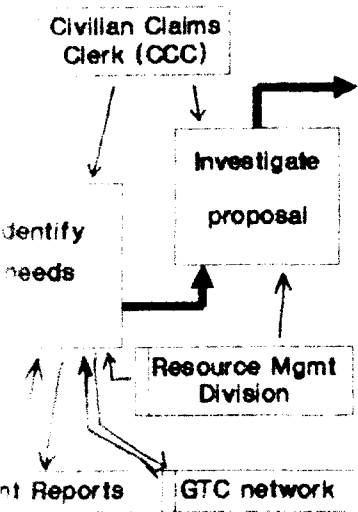 Civilian Claims
Clerk (CCC)
Investigate
proposal
dentify
needs
Resource Mgmt
Division
nt Reports
GTC network